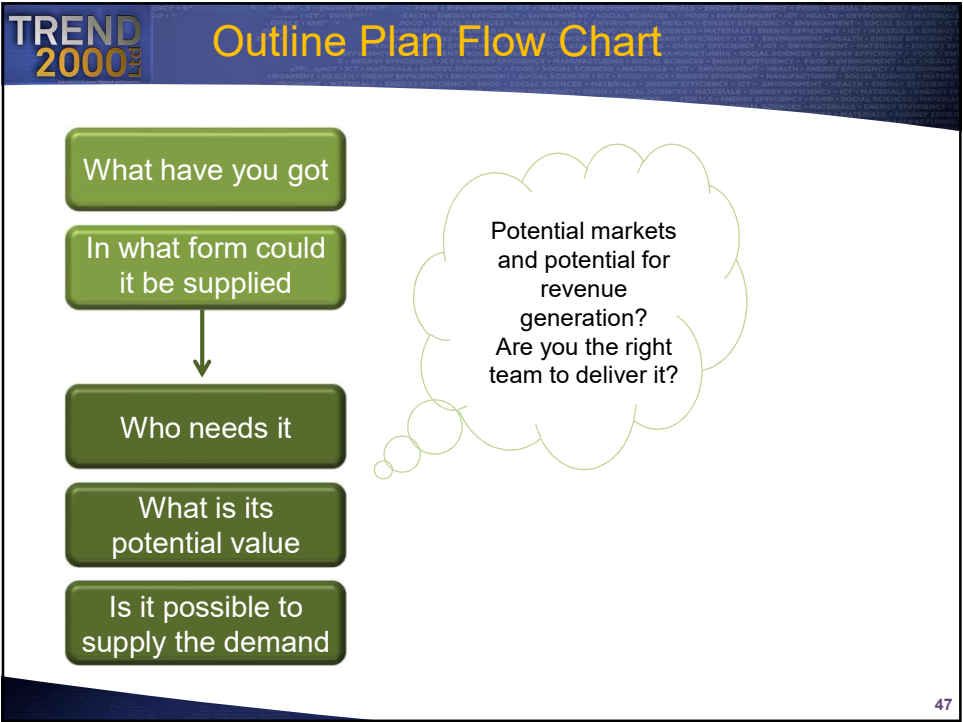 TREND
2000 Ltd
Outline Plan Flow Chart
What have you got
In what form could
it be supplied
Who needs it
What is its
potential value
Is it possible to
supply the demand
Potential markets
and potential for
revenue
generation?
Are you the right
team to deliver it?
47